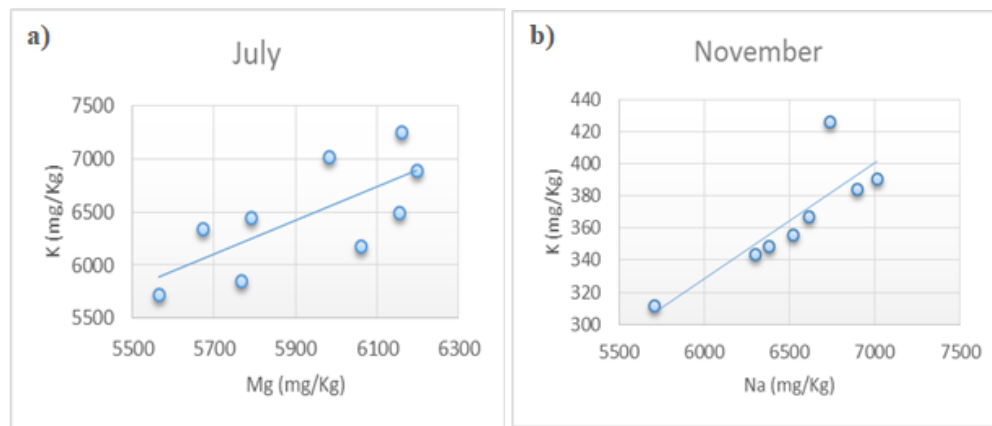 a)
July
K (mg/Kg)
7500
7000
6500
6000
5500
5500 5700 5900 6100 6300
Mg (mg/Kg)
b)
November
K (mg/Kg)
440
420
400
380
360
340
320
300
5500 6000 6500 7000 7500
Na (mg/Kg)